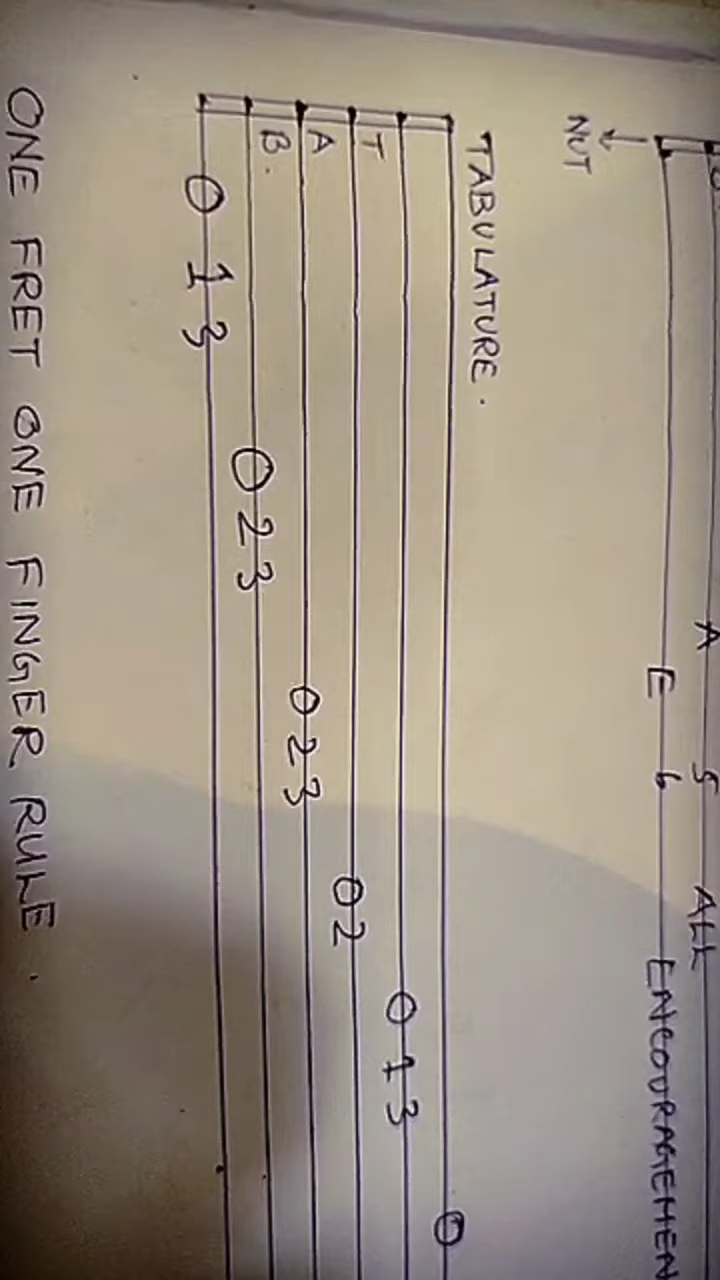 A 5 ALL
E 6 ENCOURAGEMEN
NUT
TABULATURE.
0
0 1 3
T 0 2
A 0 2 3
B. 0 2 3
0 1 3
ONE FRET ONE FINGER RULE.